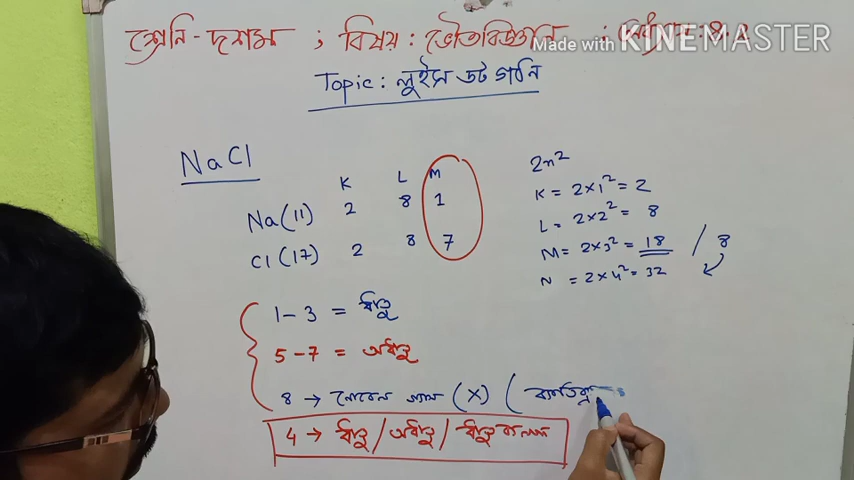 শ্রেনি - দশম ; বিষয় : ভৌতবিজ্ঞান ;
Made with KINEMASTER
Topic : লুইস ডট গঠন
NaCl
K L M
Na (11) 2 8 1
Cl (17) 2 8 7
2n²
K = 2×1² = 2
L = 2×2² = 8
M = 2×3² = 18 / 8
N = 2×4² = 32
1 - 3 = ধাতু
5 - 7 = অধাতু
8 → নোবেল গ্যাস (X) (
4 → ধাতু / অধাতু / ধাতুকল্প